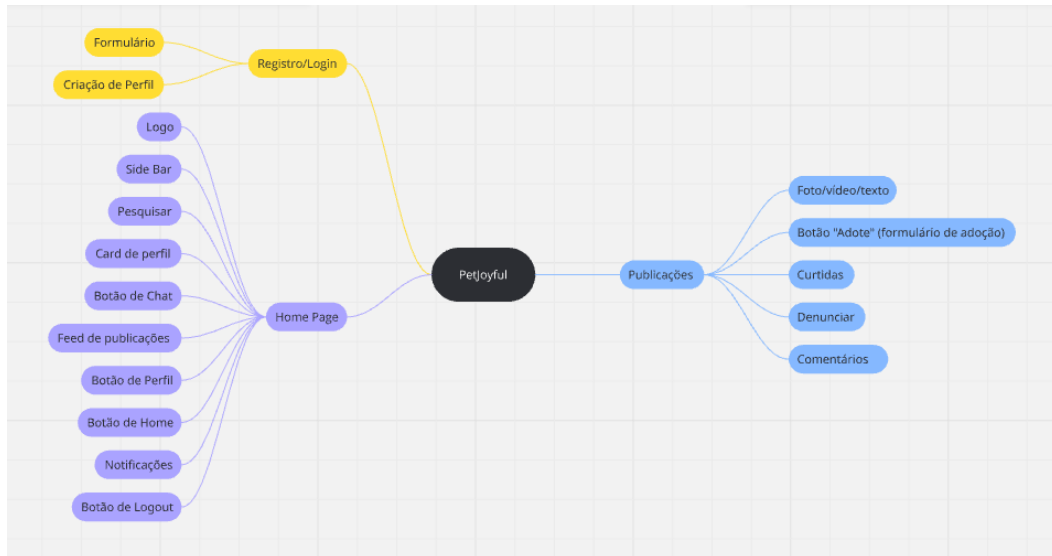 Formulário
Registro/Login
Criação de Perfil
Logo
Side Bar
Pesquisar
Card de perfil
Botão de Chat
Feed de publicações
Botão de Perfil
Botão de Home
Notificações
Botão de Logout
Home Page
PetJoyful
Publicações
Foto/vídeo/texto
Botão "Adote" (formulário de adoção)
Curtidas
Denunciar
Comentários